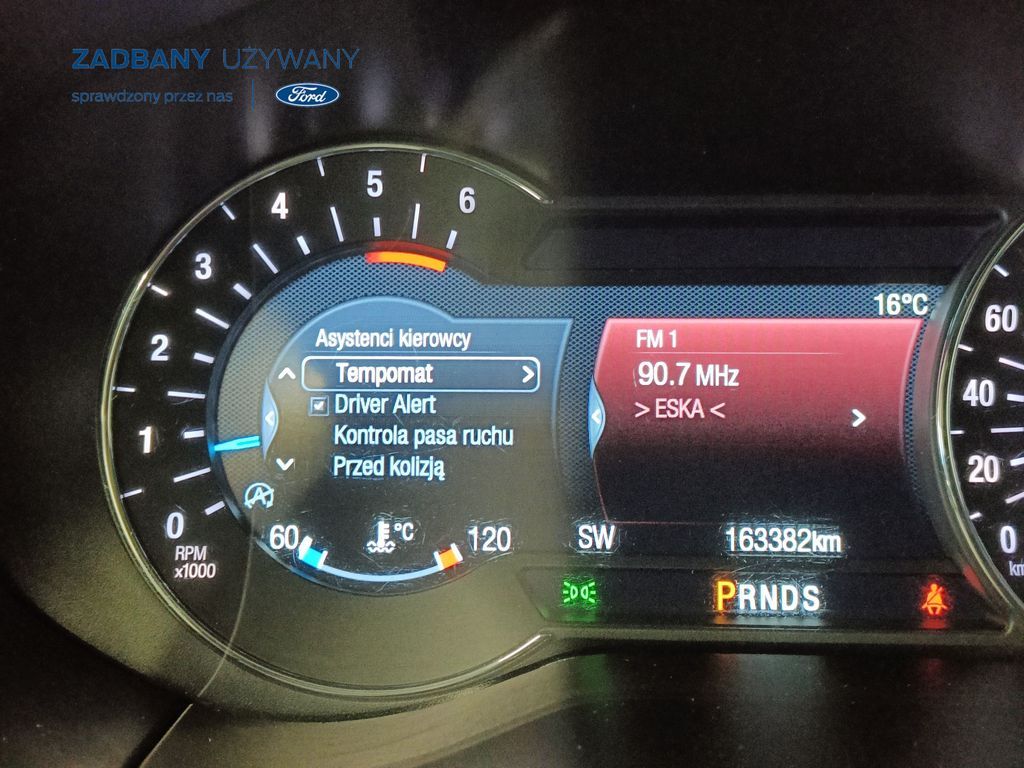 ZADBANY UŻYWANY
sprawdzony przez nas
Ford
0 1 2 3 4 5 6
RPM
x1000
16°C
Asystenci kierowcy
Tempomat
Driver Alert
Kontrola pasa ruchu
Przed kolizją
FM 1
90.7 MHz
> ESKA <
60 °C 120
SW
163382km
PRNDS
60
40
20
0
km